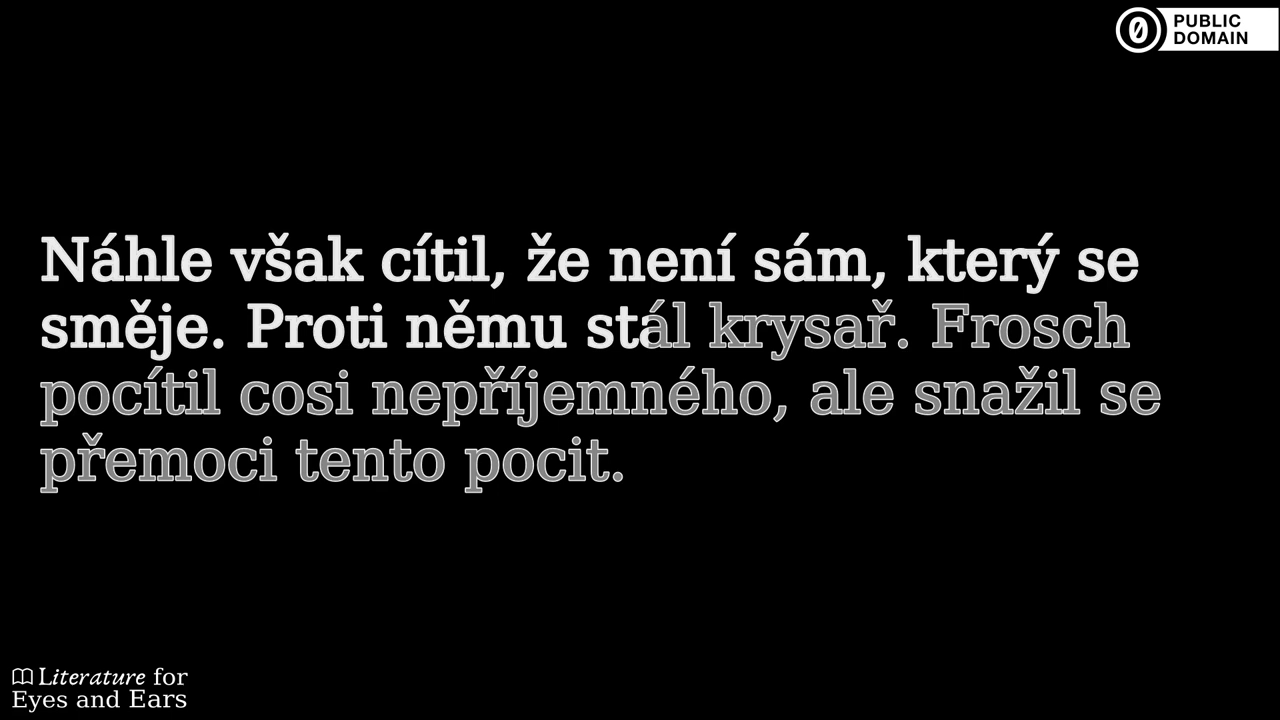 PUBLIC
DOMAIN
Náhle však cítil, že není sám, který se
směje. Proti němu stál krysař. Frosch
pocítil cosi nepříjemného, ale snažil se
přemoci tento pocit.
Literature for
Eyes and Ears